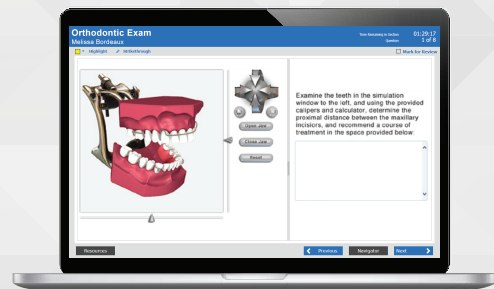 Orthodontic Exam
Melissa Bordeaux
Time Remaining in Section 01:29:17
Question 1 of 8
Highlight Strikethrough
Mark for Review
Open Jaw
Close Jaw
Reset
Examine the teeth in the simulation
window to the left, and using the provided
calipers and calculator, determine the
proximal distance between the maxillary
incisiors, and recommend a course of
treatment in the space provided below:
Resources
Previous
Navigator
Next